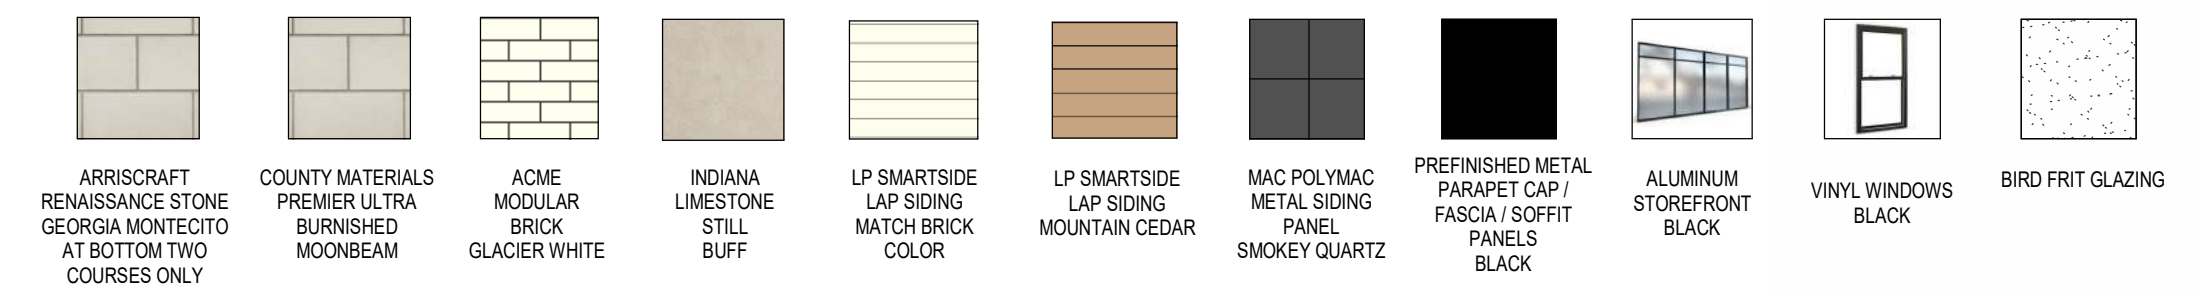 ARRISCRAFT
RENAISSANCE STONE
GEORGIA MONTECITO
AT BOTTOM TWO
COURSES ONLY
COUNTY MATERIALS
PREMIER ULTRA
BURNISHED
MOONBEAM
ACME
MODULAR
BRICK
GLACIER WHITE
INDIANA
LIMESTONE
STILL
BUFF
LP SMARTSIDE
LAP SIDING
MATCH BRICK
COLOR
LP SMARTSIDE
LAP SIDING
MOUNTAIN CEDAR
MAC POLYMAC
METAL SIDING
PANEL
SMOKEY QUARTZ
PREFINISHED METAL
PARAPET CAP /
FASCIA / SOFFIT
PANELS
BLACK
ALUMINUM
STOREFRONT
BLACK
VINYL WINDOWS
BLACK
BIRD FRIT GLAZING